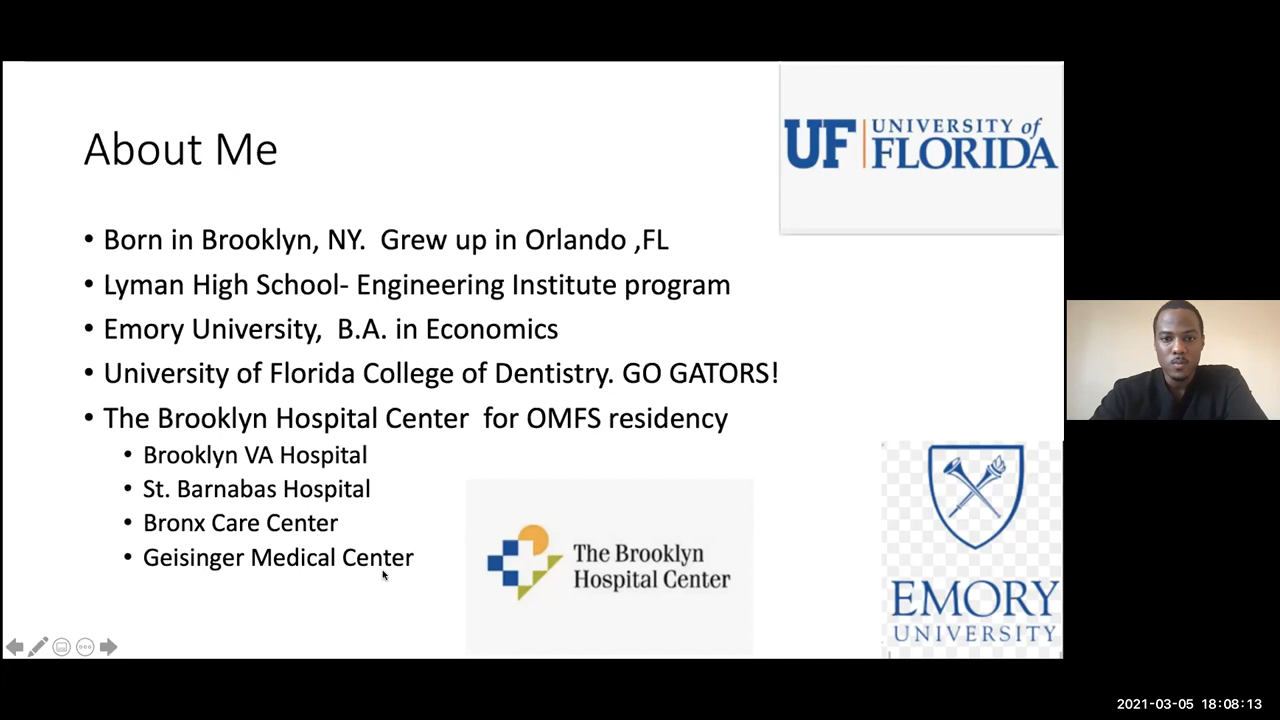 About Me
UF UNIVERSITY of
FLORIDA
• Born in Brooklyn, NY.  Grew up in Orlando ,FL
• Lyman High School- Engineering Institute program
• Emory University,  B.A. in Economics
• University of Florida College of Dentistry. GO GATORS!
• The Brooklyn Hospital Center  for OMFS residency
• Brooklyn VA Hospital
• St. Barnabas Hospital
• Bronx Care Center
• Geisinger Medical Center
The Brooklyn
Hospital Center
EMORY
UNIVERSITY
2021-03-05 18:08:13